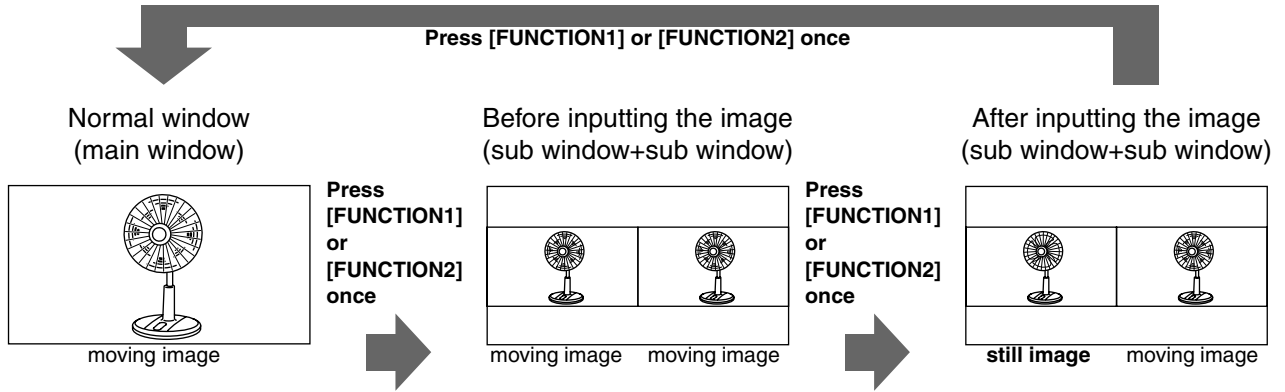 Press [FUNCTION1] or [FUNCTION2] once
Normal window
(main window)
Before inputting the image
(sub window+sub window)
After inputting the image
(sub window+sub window)
Press
[FUNCTION1]
or
[FUNCTION2]
once
Press
[FUNCTION1]
or
[FUNCTION2]
once
moving image
moving image moving image
still image moving image